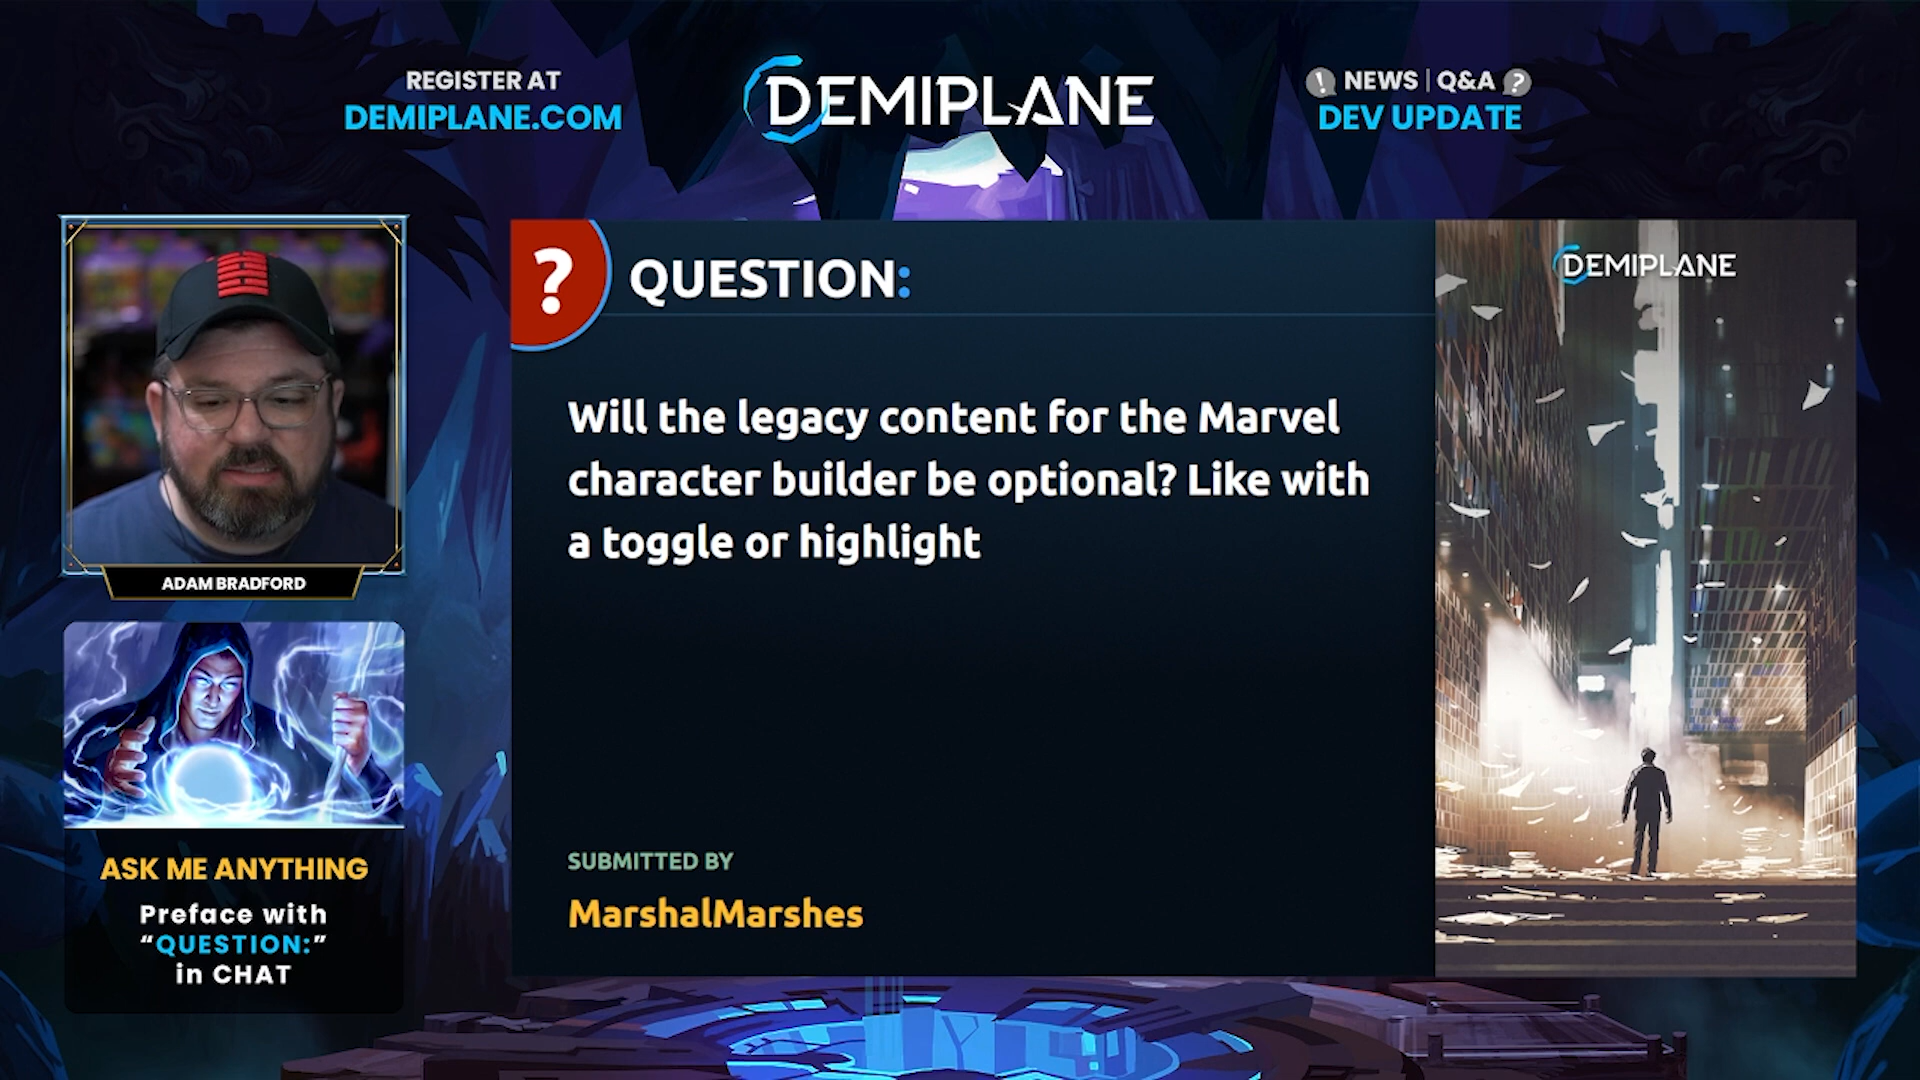 REGISTER AT
DEMIPLANE.COM
DEMIPLANE
! NEWS | Q&A ?
DEV UPDATE
ADAM BRADFORD
ASK ME ANYTHING
Preface with
“QUESTION:”
in CHAT
? QUESTION:
Will the legacy content for the Marvel
character builder be optional? Like with
a toggle or highlight
SUBMITTED BY
MarshalMarshes
DEMIPLANE